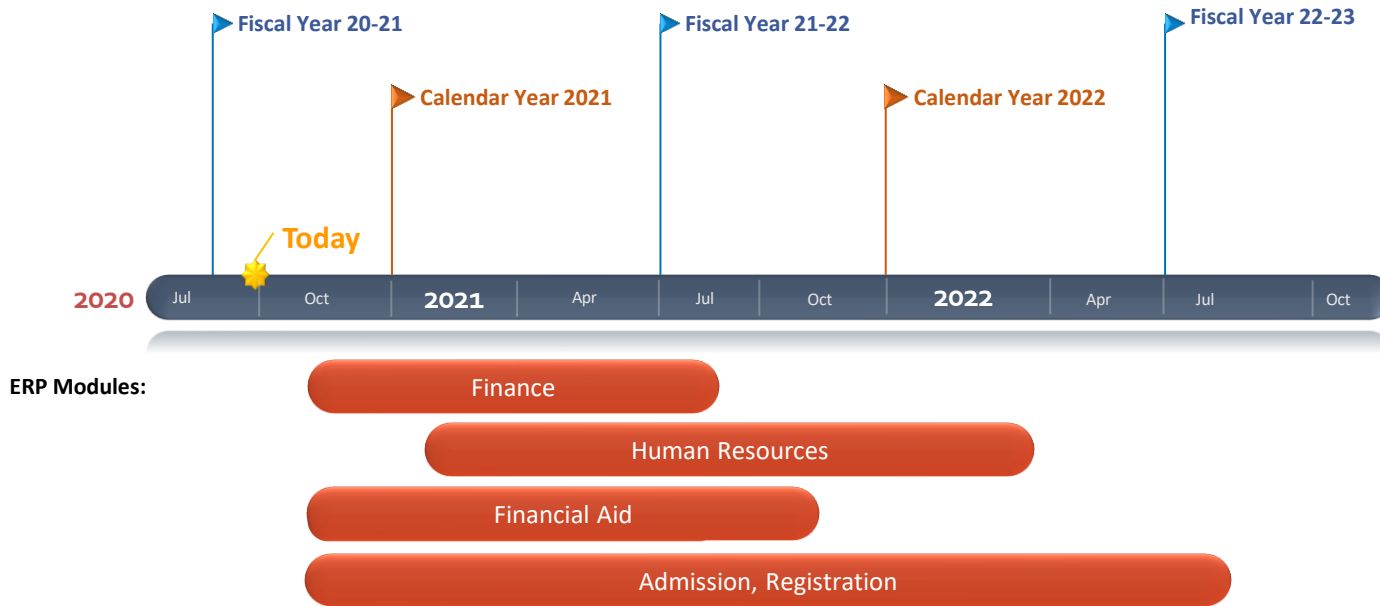 Fiscal Year 20-21
Fiscal Year 21-22
Fiscal Year 22-23
Calendar Year 2021
Calendar Year 2022
Today
2020 Jul Oct 2021 Apr Jul Oct 2022 Apr Jul Oct
ERP Modules:
Finance
Human Resources
Financial Aid
Admission, Registration